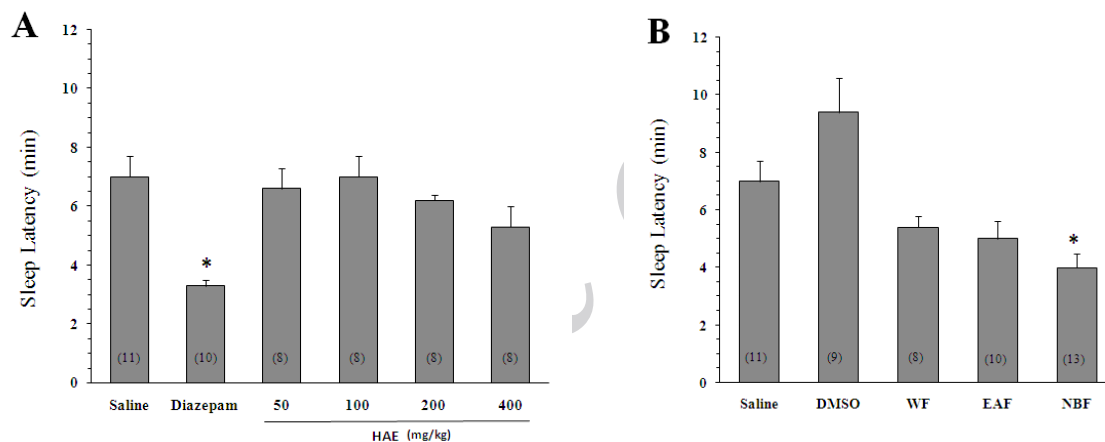 A
Sleep Latency (min)
12
10
8
6
4
2
0
*
(11) (10) (8) (8) (8) (8)
Saline Diazepam 50 100 200 400
HAE (mg/kg)
B
Sleep Latency (min)
12
10
8
6
4
2
0
*
(11) (9) (8) (10) (13)
Saline DMSO WF EAF NBF